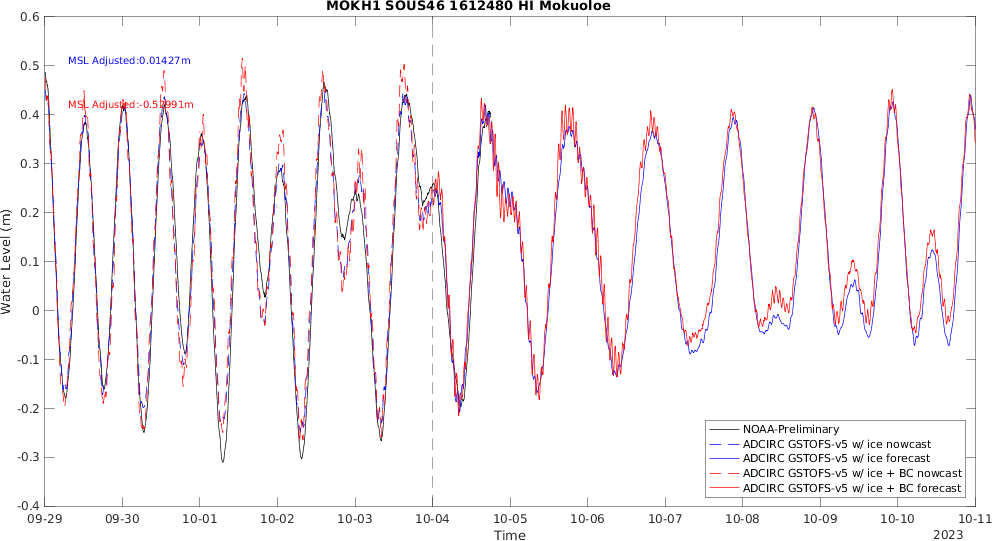 MOKH1 SOUS46 1612480 HI Mokuoloe
0.6
0.5
0.4
0.3
0.2
0.1
0
-0.1
-0.2
-0.3
-0.4
Water Level (m)
MSL Adjusted:0.01427m
MSL Adjusted:-0.52991m
NOAA-Preliminary
ADCIRC GSTOFS-v5 w/ ice nowcast
ADCIRC GSTOFS-v5 w/ ice forecast
ADCIRC GSTOFS-v5 w/ ice + BC nowcast
ADCIRC GSTOFS-v5 w/ ice + BC forecast
09-29 09-30 10-01 10-02 10-03 10-04 10-05 10-06 10-07 10-08 10-09 10-10 10-11
Time
2023